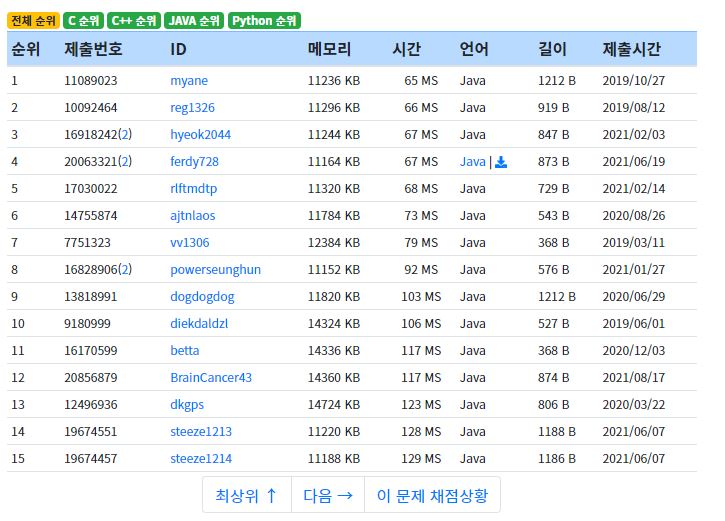 전체 순위 C 순위 C++ 순위 JAVA 순위 Python 순위
순위 제출번호 ID 메모리 시간 언어 길이 제출시간
1 11089023 myane 11236 KB 65 MS Java 1212 B 2019/10/27
2 10092464 reg1326 11296 KB 66 MS Java 919 B 2019/08/12
3 16918242(2) hyeok2044 11244 KB 67 MS Java 847 B 2021/02/03
4 20063321(2) ferdy728 11164 KB 67 MS Java | 873 B 2021/06/19
5 17030022 rlftmdtp 11320 KB 68 MS Java 729 B 2021/02/14
6 14755874 ajtnlaos 11784 KB 73 MS Java 543 B 2020/08/26
7 7751323 vv1306 12384 KB 79 MS Java 368 B 2019/03/11
8 16828906(2) powerseunghun 11152 KB 92 MS Java 576 B 2021/01/27
9 13818991 dogdogdog 11820 KB 103 MS Java 1212 B 2020/06/29
10 9180999 diekdaldzl 14324 KB 106 MS Java 527 B 2019/06/01
11 16170599 betta 14336 KB 117 MS Java 368 B 2020/12/03
12 20856879 BrainCancer43 14360 KB 117 MS Java 874 B 2021/08/17
13 12496936 dkgps 14724 KB 123 MS Java 806 B 2020/03/22
14 19674551 steeze1213 11220 KB 128 MS Java 1188 B 2021/06/07
15 19674457 steeze1214 11188 KB 129 MS Java 1186 B 2021/06/07
최상위 ↑ 다음 → 이 문제 채점상황